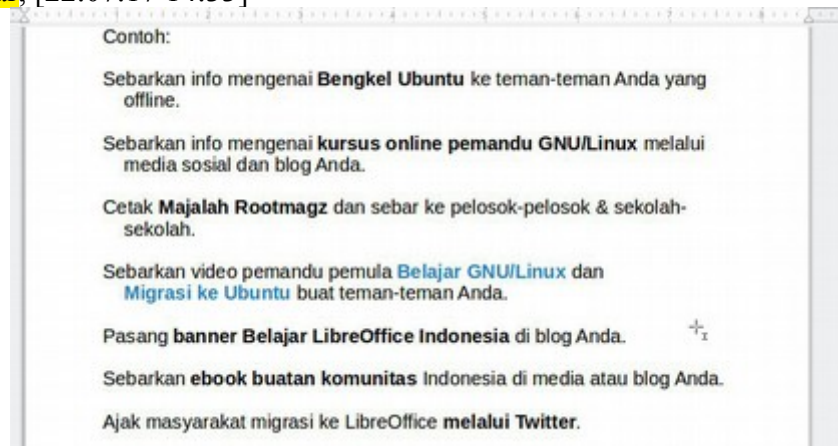 Contoh:
Sebarkan info mengenai Bengkel Ubuntu ke teman-teman Anda yang
offline.
Sebarkan info mengenai kursus online pemandu GNU/Linux melalui
media sosial dan blog Anda.
Cetak Majalah Rootmagz dan sebar ke pelosok-pelosok & sekolah-
sekolah.
Sebarkan video pemandu pemula Belajar GNU/Linux dan
Migrasi ke Ubuntu buat teman-teman Anda.
Pasang banner Belajar LibreOffice Indonesia di blog Anda.
Sebarkan ebook buatan komunitas Indonesia di media atau blog Anda.
Ajak masyarakat migrasi ke LibreOffice melalui Twitter.